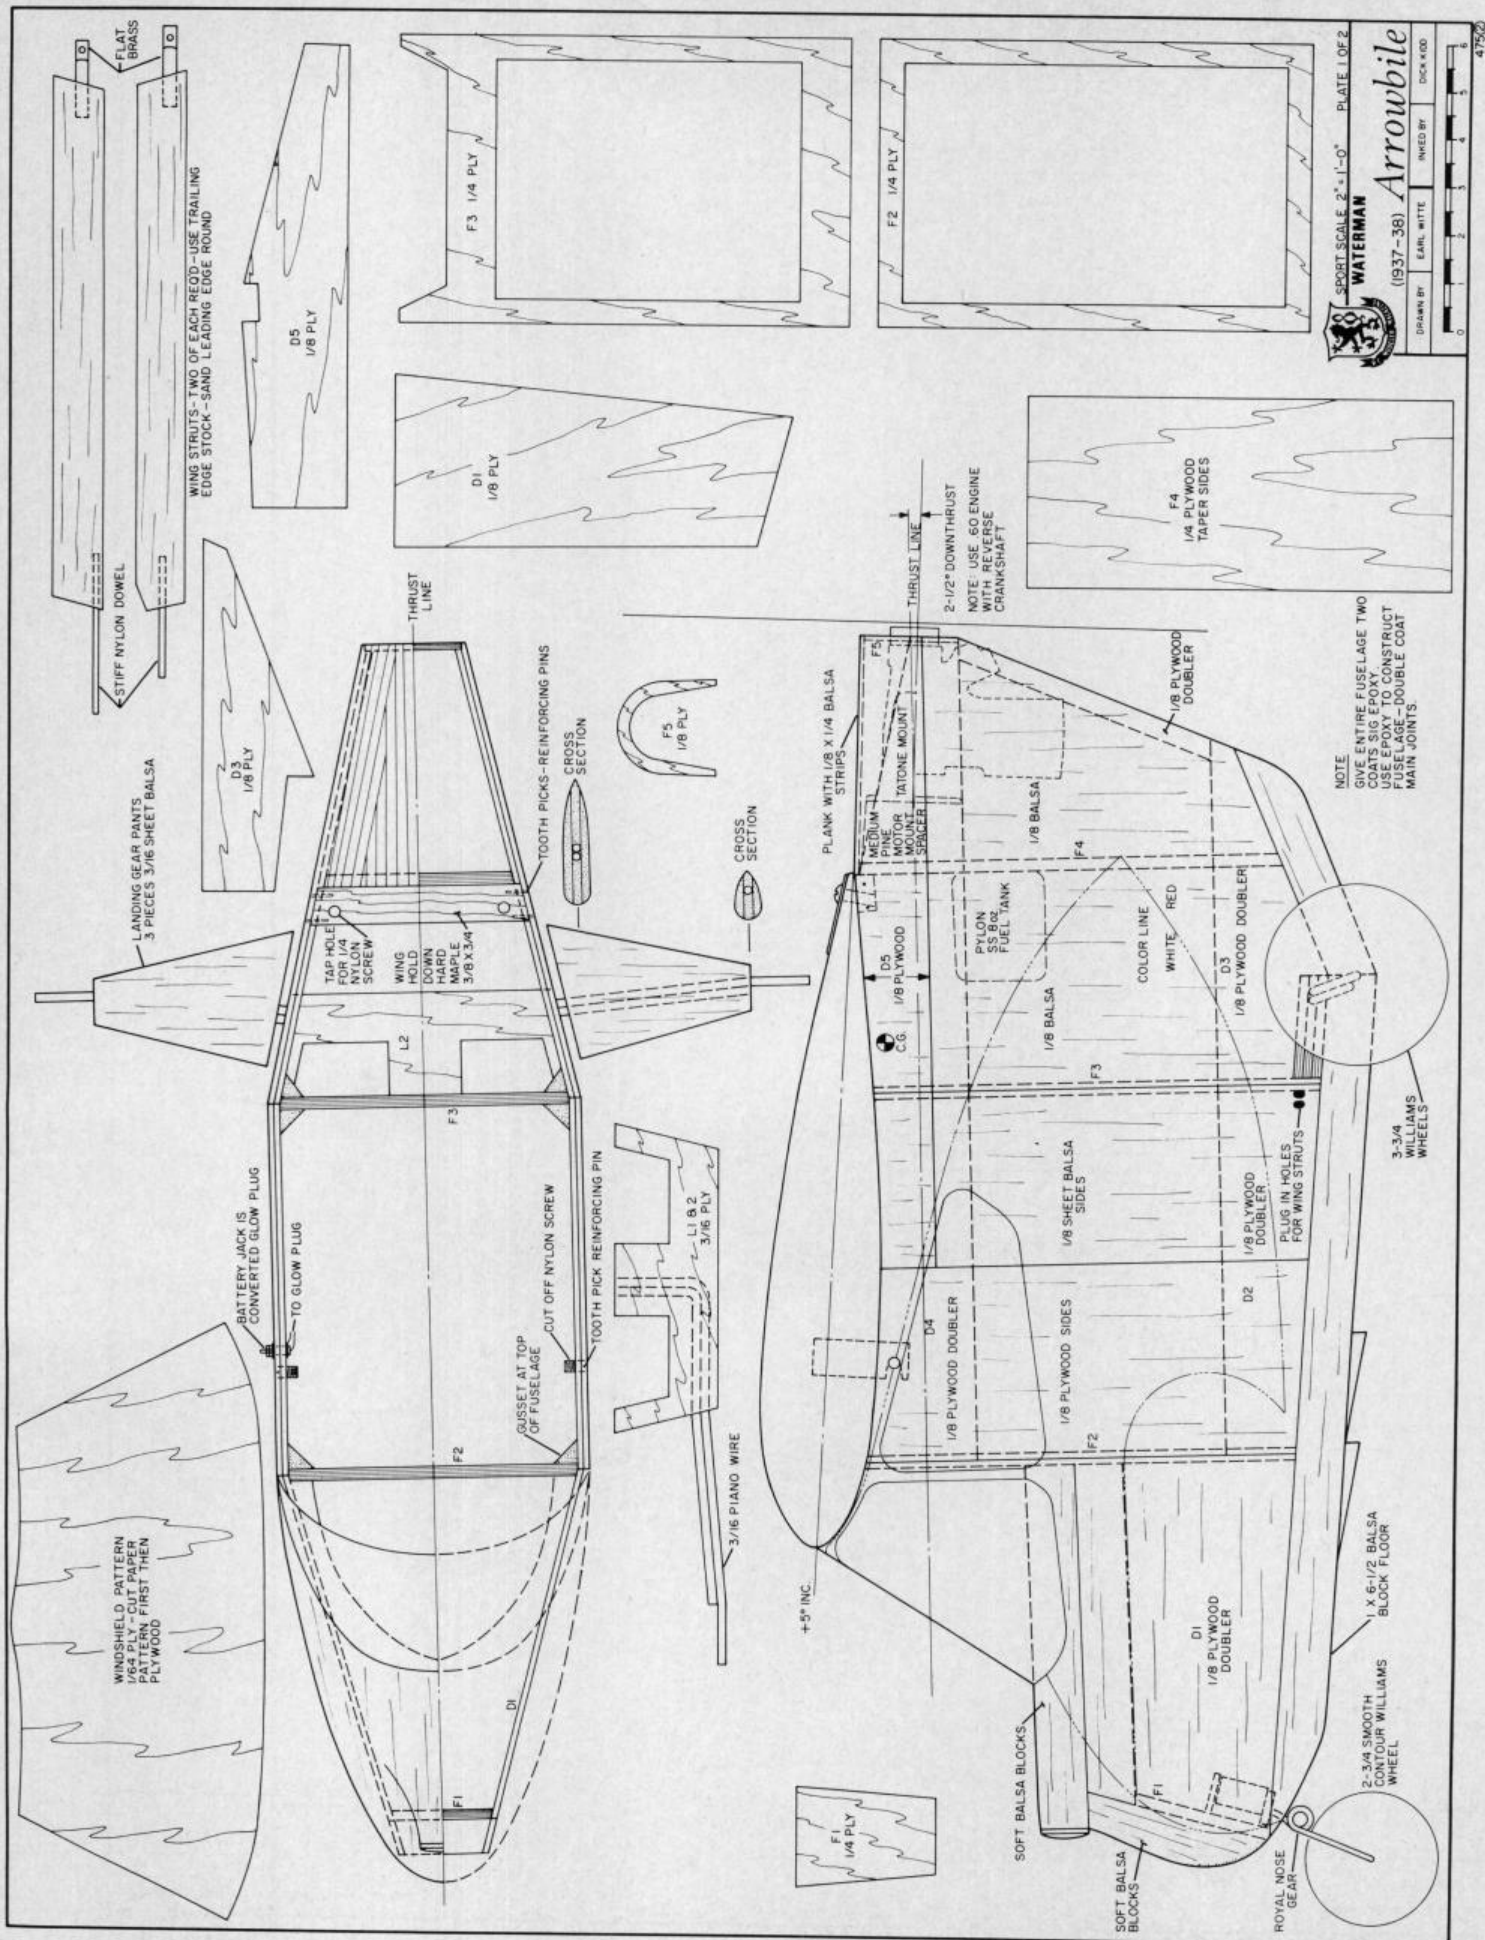 FLAT
BRASS
STIFF NYLON DOWEL
WING STRUTS-TWO OF EACH REQ'D-USE TRAILING
EDGE STOCK-SAND LEADING EDGE ROUND
D3
1/8 PLY
D5
1/8 PLY
F3 1/4 PLY
D1
1/8 PLY
F2 1/4 PLY
LANDING GEAR PANTS
3 PIECES 3/16 SHEET BALSA
THRUST
LINE
TAP HOLE
FOR 1/4
NYLON
SCREW
WING
HOLD
DOWN
HARD
MAPLE
3/8 X 3/4
TOOTH PICKS-REINFORCING PINS
CROSS
SECTION
CROSS
SECTION
F5
1/8 PLY
L2
F3
BATTERY JACK IS
CONVERTED GLOW PLUG
TO GLOW PLUG
CUT OFF NYLON SCREW
TOOTH PICK REINFORCING PIN
GUSSET AT TOP
OF FUSELAGE
F2
L1 & 2
3/16 PLY
3/16 PIANO WIRE
WINDSHIELD PATTERN
1/64 PLY-CUT PAPER
PATTERN FIRST THEN
PLYWOOD
D1
F1
F1
1/4 PLY
PLANK WITH 1/8 X 1/4 BALSA
STRIPS
F5
THRUST LINE
2-1/2° DOWNTHRUST
NOTE: USE .60 ENGINE
WITH REVERSE
CRANKSHAFT
MEDIUM
PINE
MOTOR
MOUNT
SPACER
TATONE MOUNT
1/8 BALSA
F4
1/8 PLYWOOD
DOUBLER
D5
1/8 PLYWOOD
PYLON
SS 8oz
FUEL TANK
C.G.
1/8 BALSA
COLOR LINE
WHITE RED
D3
1/8 PLYWOOD DOUBLER
F3
3-3/4
WILLIAMS
WHEELS
1/8 SHEET BALSA
SIDES
1/8 PLYWOOD
DOUBLER
PLUG IN HOLES
FOR WING STRUTS
D2
D4
1/8 PLYWOOD DOUBLER
1/8 PLYWOOD SIDES
F2
+5° INC.
D1
1/8 PLYWOOD
DOUBLER
1 X 6-1/2 BALSA
BLOCK FLOOR
SOFT BALSA BLOCKS
F1
2-3/4 SMOOTH
CONTOUR WILLIAMS
WHEEL
SOFT BALSA
BLOCKS
ROYAL NOSE
GEAR
F4
1/4 PLYWOOD
TAPER SIDES
NOTE
GIVE ENTIRE FUSELAGE TWO
COATS SIG EPOXY.
USE EPOXY TO CONSTRUCT
FUSELAGE-DOUBLE COAT
MAIN JOINTS.
SPORT SCALE 2"=1'-0" PLATE 1 OF 2
WATERMAN
(1937-38) Arrowbile
DRAWN BY EARL WITTE INKED BY DICK KIDD
0 1 2 3 4 5 6
475(2)